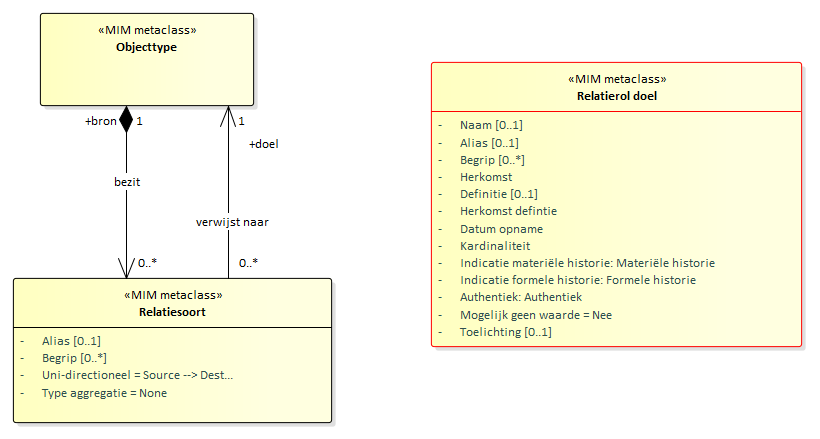 «MIM metaclass»
Objecttype
+bron
1
1
+doel
bezit
verwijst naar
0..*
0..*
«MIM metaclass»
Relatiesoort
- Alias [0..1]
- Begrip [0..*]
- Uni-directioneel = Source --> Dest...
- Type aggregatie = None
«MIM metaclass»
Relatierol doel
- Naam [0..1]
- Alias [0..1]
- Begrip [0..*]
- Herkomst
- Definitie [0..1]
- Herkomst defintie
- Datum opname
- Kardinaliteit
- Indicatie materiële historie: Materiële historie
- Indicatie formele historie: Formele historie
- Authentiek: Authentiek
- Mogelijk geen waarde = Nee
- Toelichting [0..1]